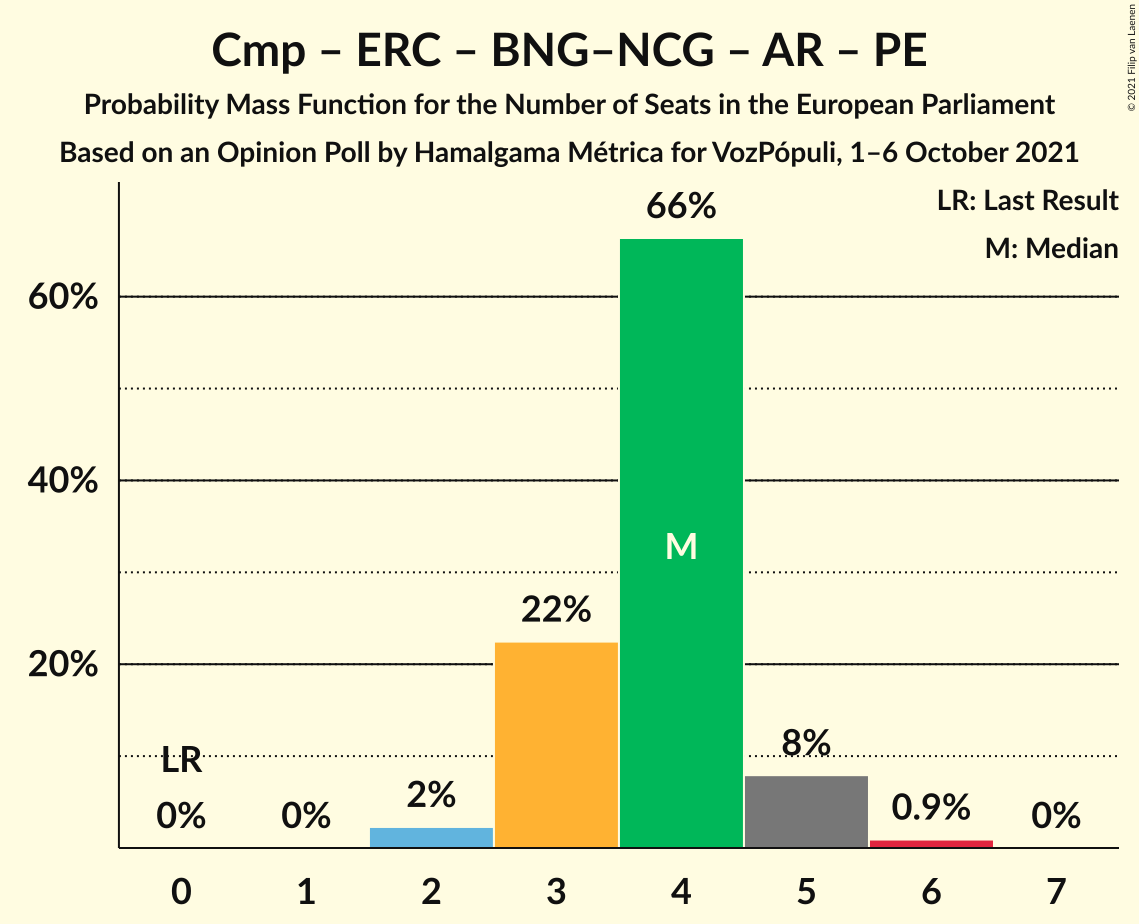 Cmp – ERC – BNG–NCG – AR – PE
Probability Mass Function for the Number of Seats in the European Parliament
Based on an Opinion Poll by Hamalgama Métrica for VozPópuli, 1–6 October 2021
© 2021 Filip van Laenen
LR: Last Result
M: Median
60%
40%
20%
LR
0%
0%
2%
22%
66%
M
8%
0.9%
0%
0 1 2 3 4 5 6 7